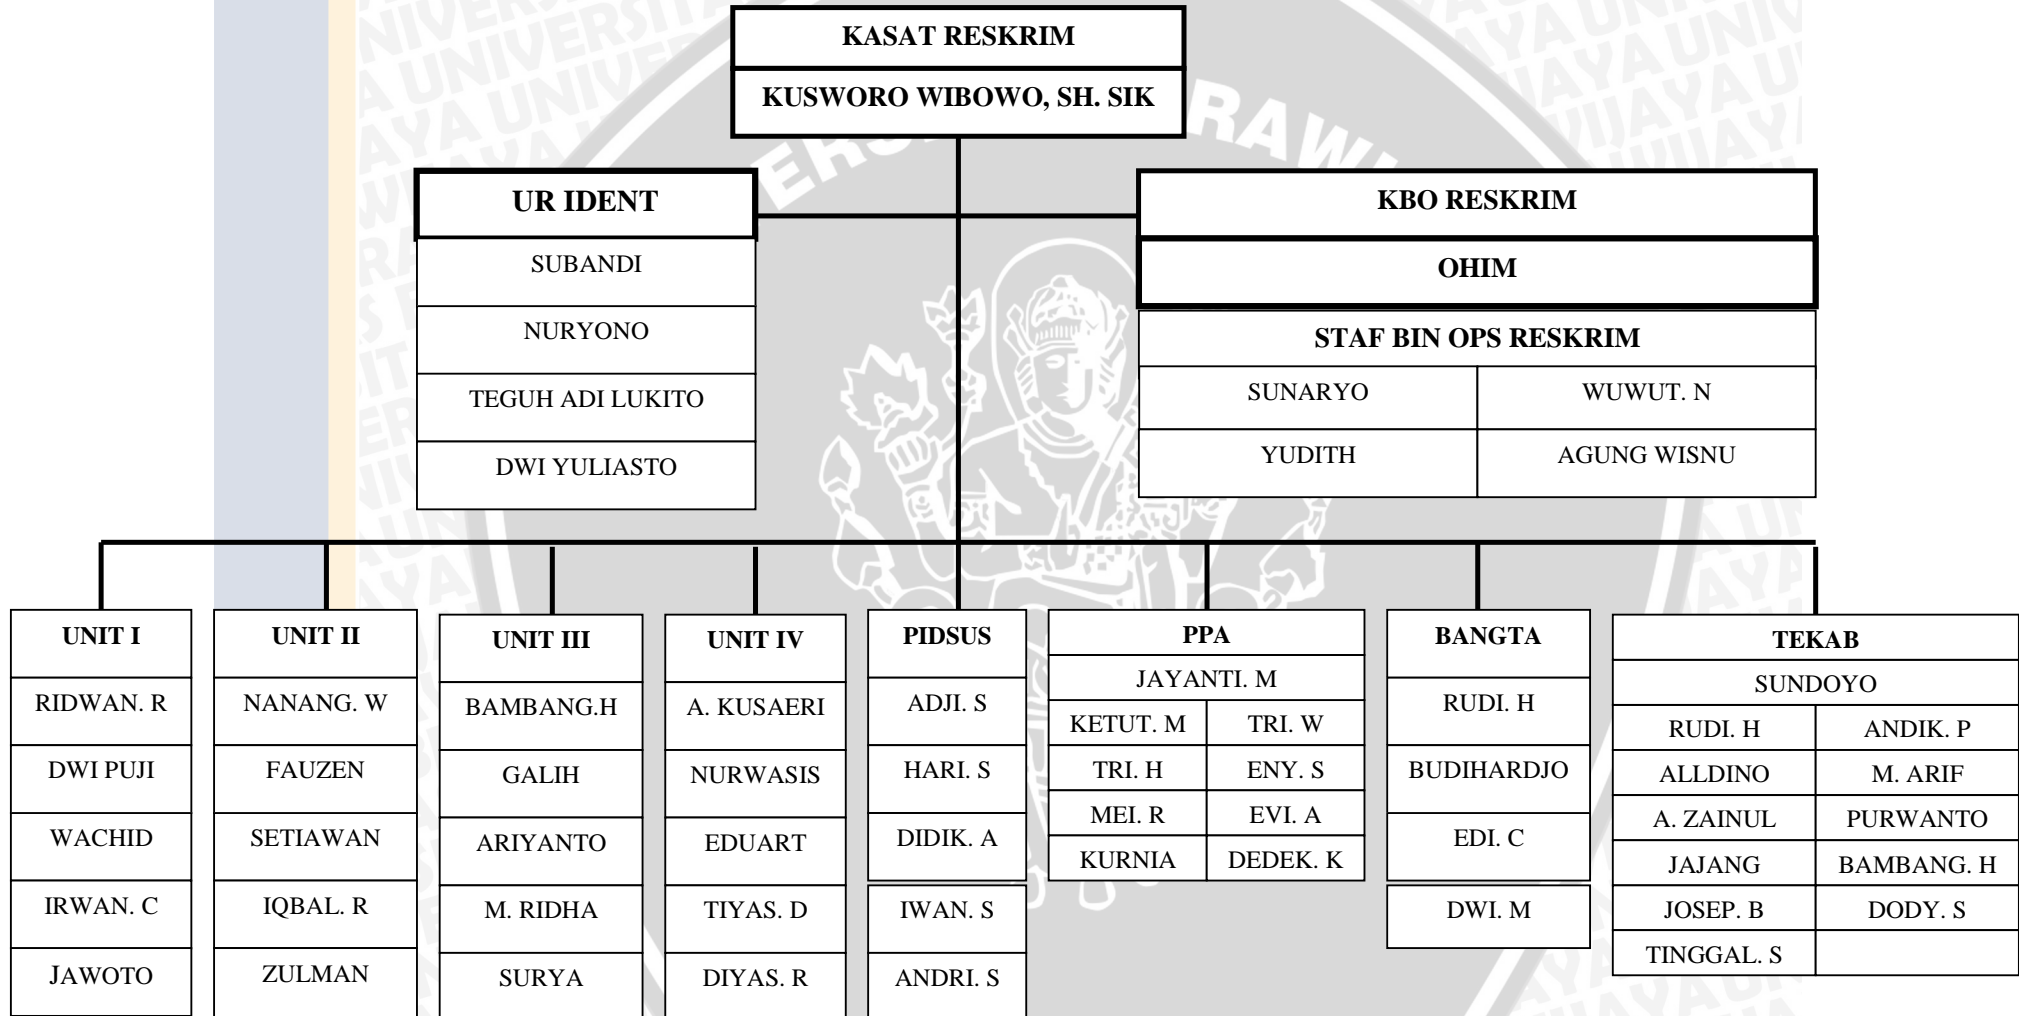 KASAT RESKRIM
KUSWORO WIBOWO, SH. SIK
UR IDENT
SUBANDI
NURYONO
TEGUH ADI LUKITO
DWI YULIASTO
KBO RESKRIM
OHIM
STAF BIN OPS RESKRIM
SUNARYO WUWUT. N
YUDITH AGUNG WISNU
UNIT I
RIDWAN. R
DWI PUJI
WACHID
IRWAN. C
JAWOTO
UNIT II
NANANG. W
FAUZEN
SETIAWAN
IQBAL. R
ZULMAN
UNIT III
BAMBANG.H
GALIH
ARIYANTO
M. RIDHA
SURYA
UNIT IV
A. KUSAERI
NURWASIS
EDUART
TIYAS. D
DIYAS. R
PIDSUS
ADJI. S
HARI. S
DIDIK. A
IWAN. S
ANDRI. S
PPA
JAYANTI. M
KETUT. M TRI. W
TRI. H ENY. S
MEI. R EVI. A
KURNIA DEDEK. K
BANGTA
RUDI. H
BUDIHARDJO
EDI. C
DWI. M
TEKAB
SUNDOYO
RUDI. H ANDIK. P
ALLDINO M. ARIF
A. ZAINUL PURWANTO
JAJANG BAMBANG. H
JOSEP. B DODY. S
TINGGAL. S